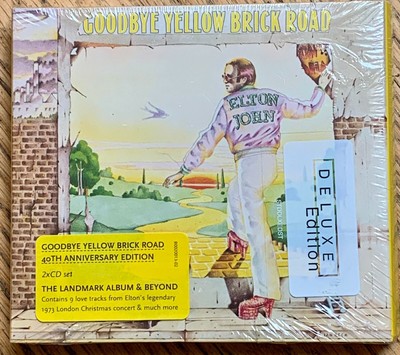 GOODBYE YELLOW BRICK ROAD
ELTON
JOHN
DELUXE
Edition
GOODBYE YELLOW BRICK ROAD
40TH ANNIVERSARY EDITION
2xCD set
THE LANDMARK ALBUM & BEYOND
Contains 9 love tracks from Elton's legendary
1973 London Christmas concert & much more